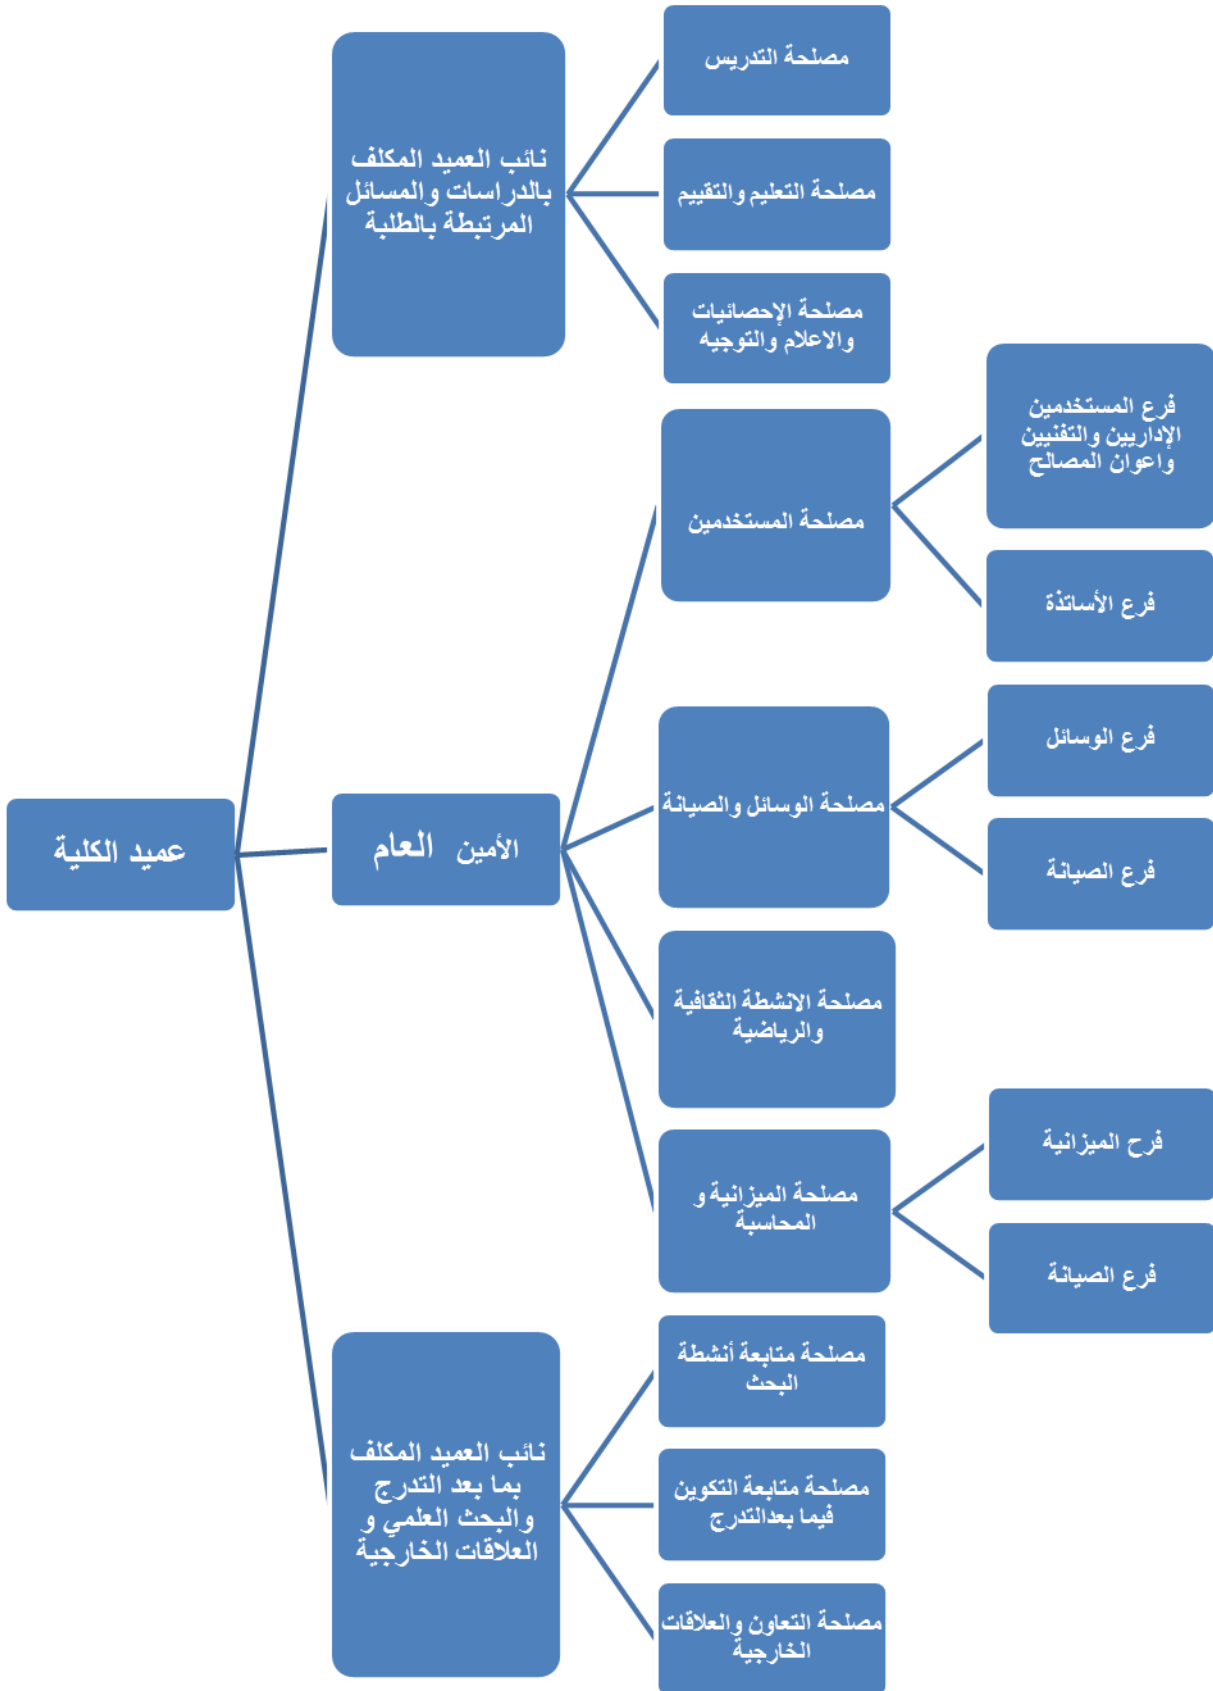 عميد الكلية
نائب العميد المكلف
بالدراسات والمسائل
المرتبطة بالطلبة
مصلحة التدريس
مصلحة التعليم والتقييم
مصلحة الإحصائيات
والاعلام والتوجيه
الأمين العام
مصلحة المستخدمين
فرع المستخدمين
الإداريين والتفنيين
واعوان المصالح
فرع الأساتذة
مصلحة الوسائل والصيانة
فرع الوسائل
فرع الصيانة
مصلحة الانشطة الثقافية
والرياضية
مصلحة الميزانية و
المحاسبة
فرح الميزانية
فرع الصيانة
نائب العميد المكلف
بما بعد التدرج
والبحث العلمي و
العلاقات الخارجية
مصلحة متابعة أنشطة
البحث
مصلحة متابعة التكوين
فيما بعدالتدرج
مصلحة التعاون والعلاقات
الخارجية